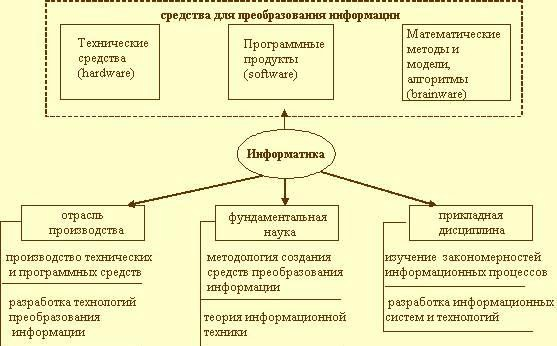 средства для преобразования информации
Технические
средства
(hardware)
Программные
продукты
(software)
Математические
методы и
модели,
алгоритмы
(brainware)
Информатика
отрасль
производства
фундаментальная
наука
прикладная
дисциплина
производство технических
и программных средств
разработка технологий
преобразования
информации
методология создания
средств преобразования
информации
теория информационной
техники
изучение закономерностей
информационных процессов
разработка информационных
систем и технологий